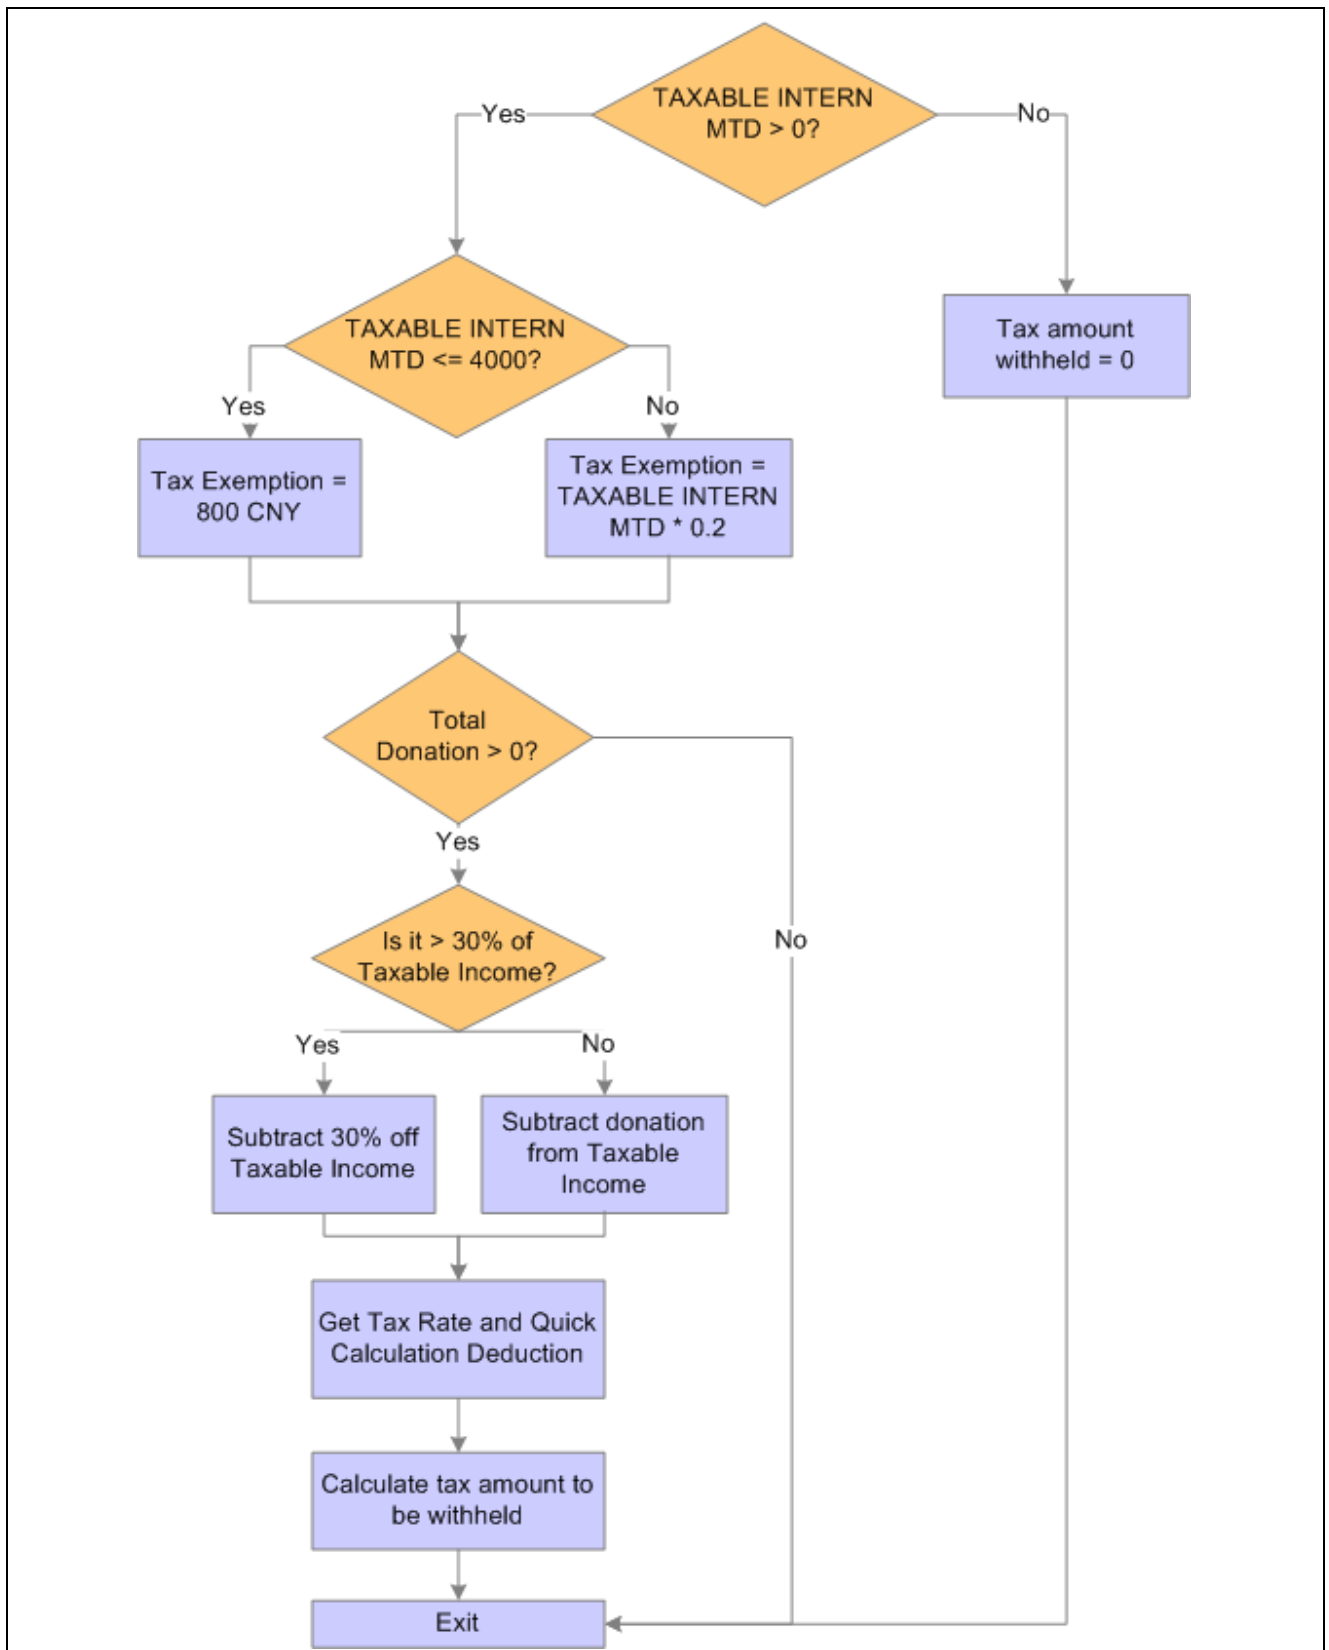 TAXABLE INTERN
MTD > 0?
Yes
No
TAXABLE INTERN
MTD <= 4000?
Tax amount
withheld = 0
Yes
No
Tax Exemption =
800 CNY
Tax Exemption =
TAXABLE INTERN
MTD * 0.2
Total
Donation > 0?
Yes
No
Is it > 30% of
Taxable Income?
Yes
No
Subtract 30% off
Taxable Income
Subtract donation
from Taxable
Income
Get Tax Rate and Quick
Calculation Deduction
Calculate tax amount to
be withheld
Exit